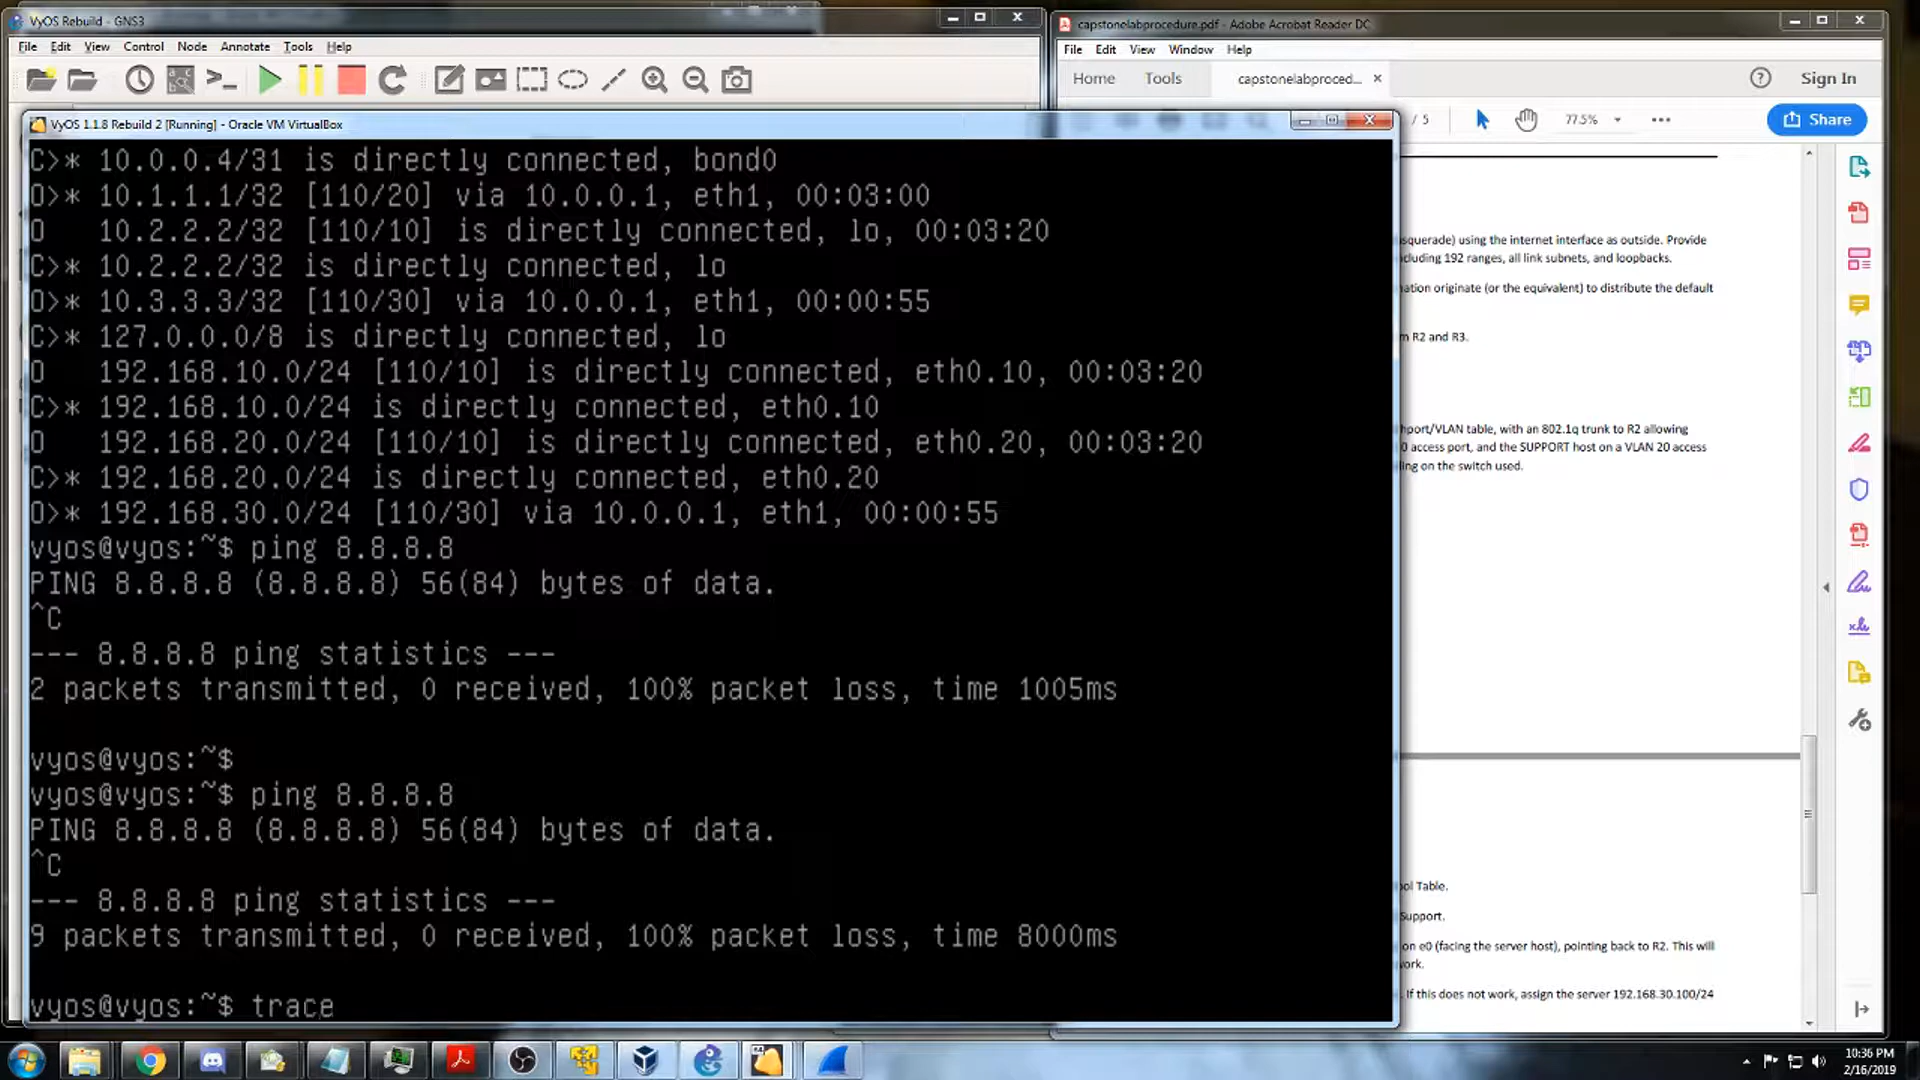 VyOS Rebuild - GNS3
File Edit View Control Node Annotate Tools Help
capstonelabprocedure.pdf - Adobe Acrobat Reader DC
File Edit View Window Help
Home Tools capstonelabproced... × Sign In
/ 5 77.5% Share
VyOS 1.1.8 Rebuild 2 [Running] - Oracle VM VirtualBox
C>* 10.0.0.4/31 is directly connected, bond0
O>* 10.1.1.1/32 [110/20] via 10.0.0.1, eth1, 00:03:00
O   10.2.2.2/32 [110/10] is directly connected, lo, 00:03:20
C>* 10.2.2.2/32 is directly connected, lo
O>* 10.3.3.3/32 [110/30] via 10.0.0.1, eth1, 00:00:55
C>* 127.0.0.0/8 is directly connected, lo
O   192.168.10.0/24 [110/10] is directly connected, eth0.10, 00:03:20
C>* 192.168.10.0/24 is directly connected, eth0.10
O   192.168.20.0/24 [110/10] is directly connected, eth0.20, 00:03:20
C>* 192.168.20.0/24 is directly connected, eth0.20
O>* 192.168.30.0/24 [110/30] via 10.0.0.1, eth1, 00:00:55
vyos@vyos:~$ ping 8.8.8.8
PING 8.8.8.8 (8.8.8.8) 56(84) bytes of data.
^C
--- 8.8.8.8 ping statistics ---
2 packets transmitted, 0 received, 100% packet loss, time 1005ms
vyos@vyos:~$
vyos@vyos:~$ ping 8.8.8.8
PING 8.8.8.8 (8.8.8.8) 56(84) bytes of data.
^C
--- 8.8.8.8 ping statistics ---
9 packets transmitted, 0 received, 100% packet loss, time 8000ms
vyos@vyos:~$ trace
squerade) using the internet interface as outside. Provide
cluding 192 ranges, all link subnets, and loopbacks.
ation originate (or the equivalent) to distribute the default
m R2 and R3.
hport/VLAN table, with an 802.1q trunk to R2 allowing
0 access port, and the SUPPORT host on a VLAN 20 access
ling on the switch used.
ool Table.
Support.
on e0 (facing the server host), pointing back to R2. This will
work.
. If this does not work, assign the server 192.168.30.100/24
10:36 PM
2/16/2019